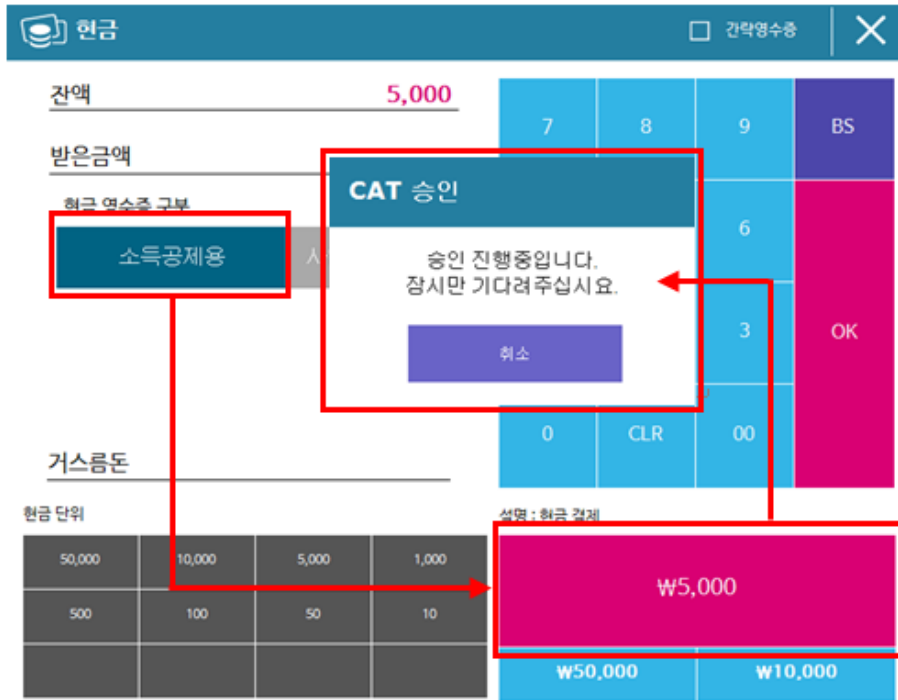 현금
간략영수증
잔액 5,000
받은금액
현금 영수증 구분
소득공제용
CAT 승인
승인 진행중입니다.
잠시만 기다려주십시요.
취소
7 8 9 BS
6
3 OK
0 CLR 00
거스름돈
현금 단위
50,000 10,000 5,000 1,000
500 100 50 10
설명 : 현금 결제
₩5,000
₩50,000 ₩10,000